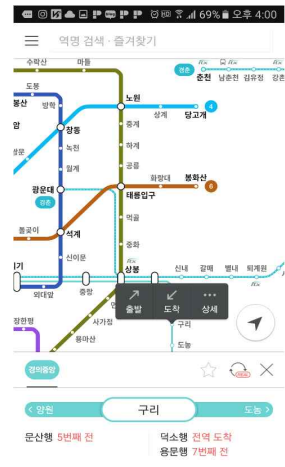 69% 오후 4:00
역명 검색 · 즐겨찾기
수락산 마들
경춘
춘천 남춘천 김유정 강촌
도봉
방학
노원
4
상계 당고개
창동
중계
녹천
하계
월계
공릉
광운대
경춘
화랑대 봉화산
6
태릉입구
돌곶이
석계
먹골
신이문
중화
상봉
신내 갈매 별내 퇴계원
외대앞
중랑
출발 도착 상세
사가정
구리
용마산
도농
경의중앙
NEW
< 양원 구리 도농 >
문산행 5번째 전
덕소행 전역 도착
용문행 7번째 전